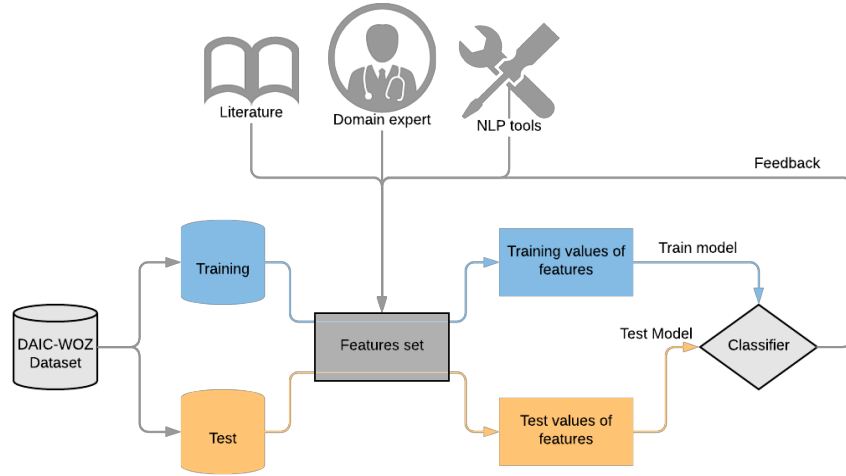 Literature
Domain expert
NLP tools
Feedback
Training
Training values of
features
Train model
DAIC-WOZ
Dataset
Features set
Test Model
Classifier
Test
Test values of
features